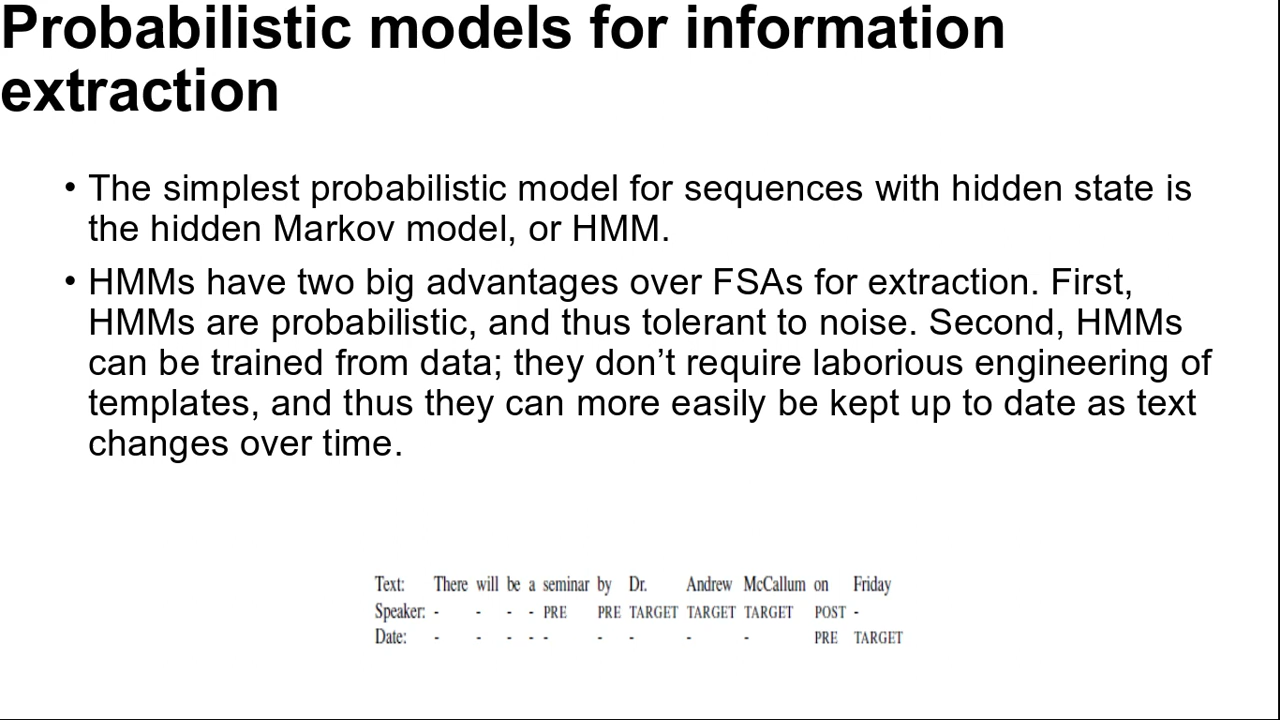 Probabilistic models for information
extraction
• The simplest probabilistic model for sequences with hidden state is
the hidden Markov model, or HMM.
• HMMs have two big advantages over FSAs for extraction. First,
HMMs are probabilistic, and thus tolerant to noise. Second, HMMs
can be trained from data; they don’t require laborious engineering of
templates, and thus they can more easily be kept up to date as text
changes over time.
Text: There will be a seminar by Dr. Andrew McCallum on Friday
Speaker: - - - - PRE PRE TARGET TARGET TARGET POST -
Date: - - - - - - - - - PRE TARGET